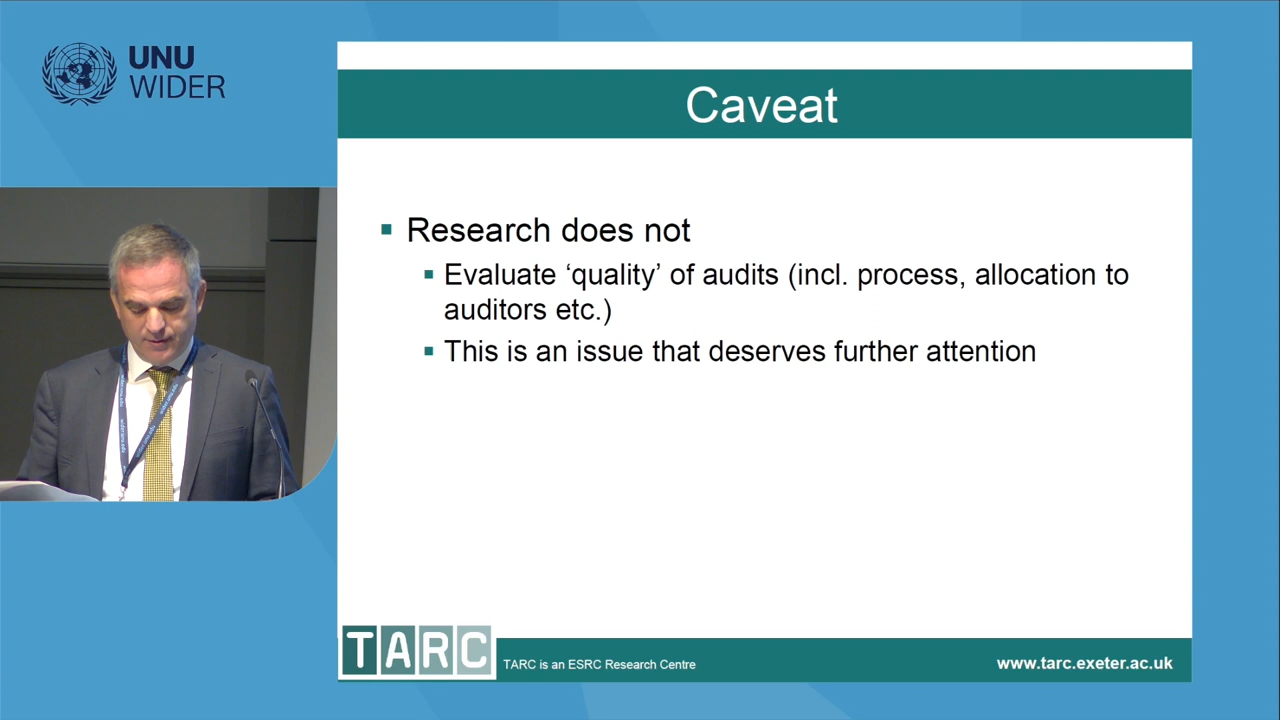 UNU
WIDER
Caveat
Research does not
Evaluate ‘quality’ of audits (incl. process, allocation to
auditors etc.)
This is an issue that deserves further attention
TARC
TARC is an ESRC Research Centre
www.tarc.exeter.ac.uk